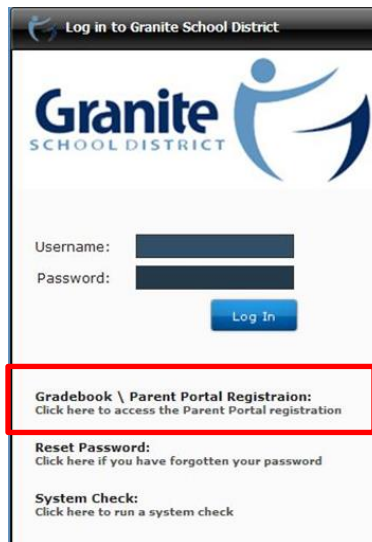 Log in to Granite School District
Granite
SCHOOL DISTRICT
Username:
Password:
Log In
Gradebook \ Parent Portal Registraion:
Click here to access the Parent Portal registration
Reset Password:
Click here if you have forgotten your password
System Check:
Click here to run a system check